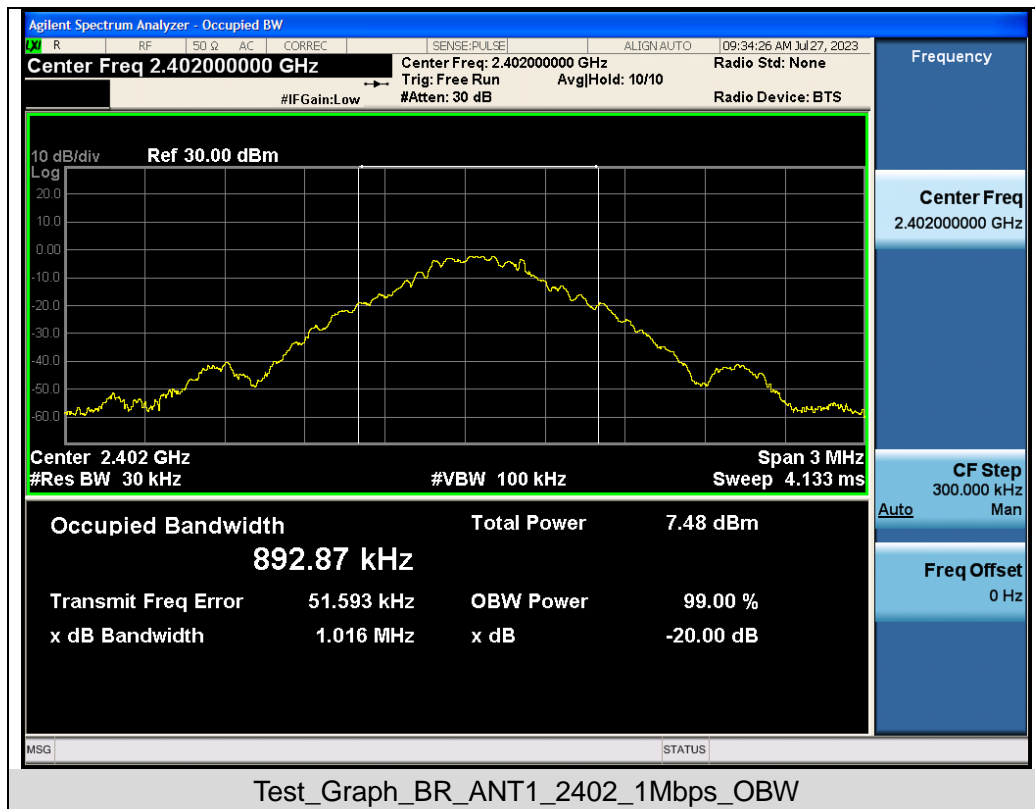 Agilent Spectrum Analyzer - Occupied BW
LXI R RF 50 Ω AC CORREC SENSE:PULSE ALIGN AUTO 09:34:26 AM Jul 27, 2023
Center Freq 2.402000000 GHz
Center Freq: 2.402000000 GHz Radio Std: None
Trig: Free Run Avg|Hold: 10/10
#IFGain:Low #Atten: 30 dB Radio Device: BTS
Frequency
10 dB/div Ref 30.00 dBm
Log
20.0
10.0
0.00
-10.0
-20.0
-30.0
-40.0
-50.0
-60.0
Center 2.402 GHz Span 3 MHz
#Res BW 30 kHz #VBW 100 kHz Sweep 4.133 ms
Center Freq
2.402000000 GHz
CF Step
300.000 kHz
Auto Man
Freq Offset
0 Hz
Occupied Bandwidth Total Power 7.48 dBm
892.87 kHz
Transmit Freq Error 51.593 kHz OBW Power 99.00 %
x dB Bandwidth 1.016 MHz x dB -20.00 dB
MSG STATUS
Test_Graph_BR_ANT1_2402_1Mbps_OBW